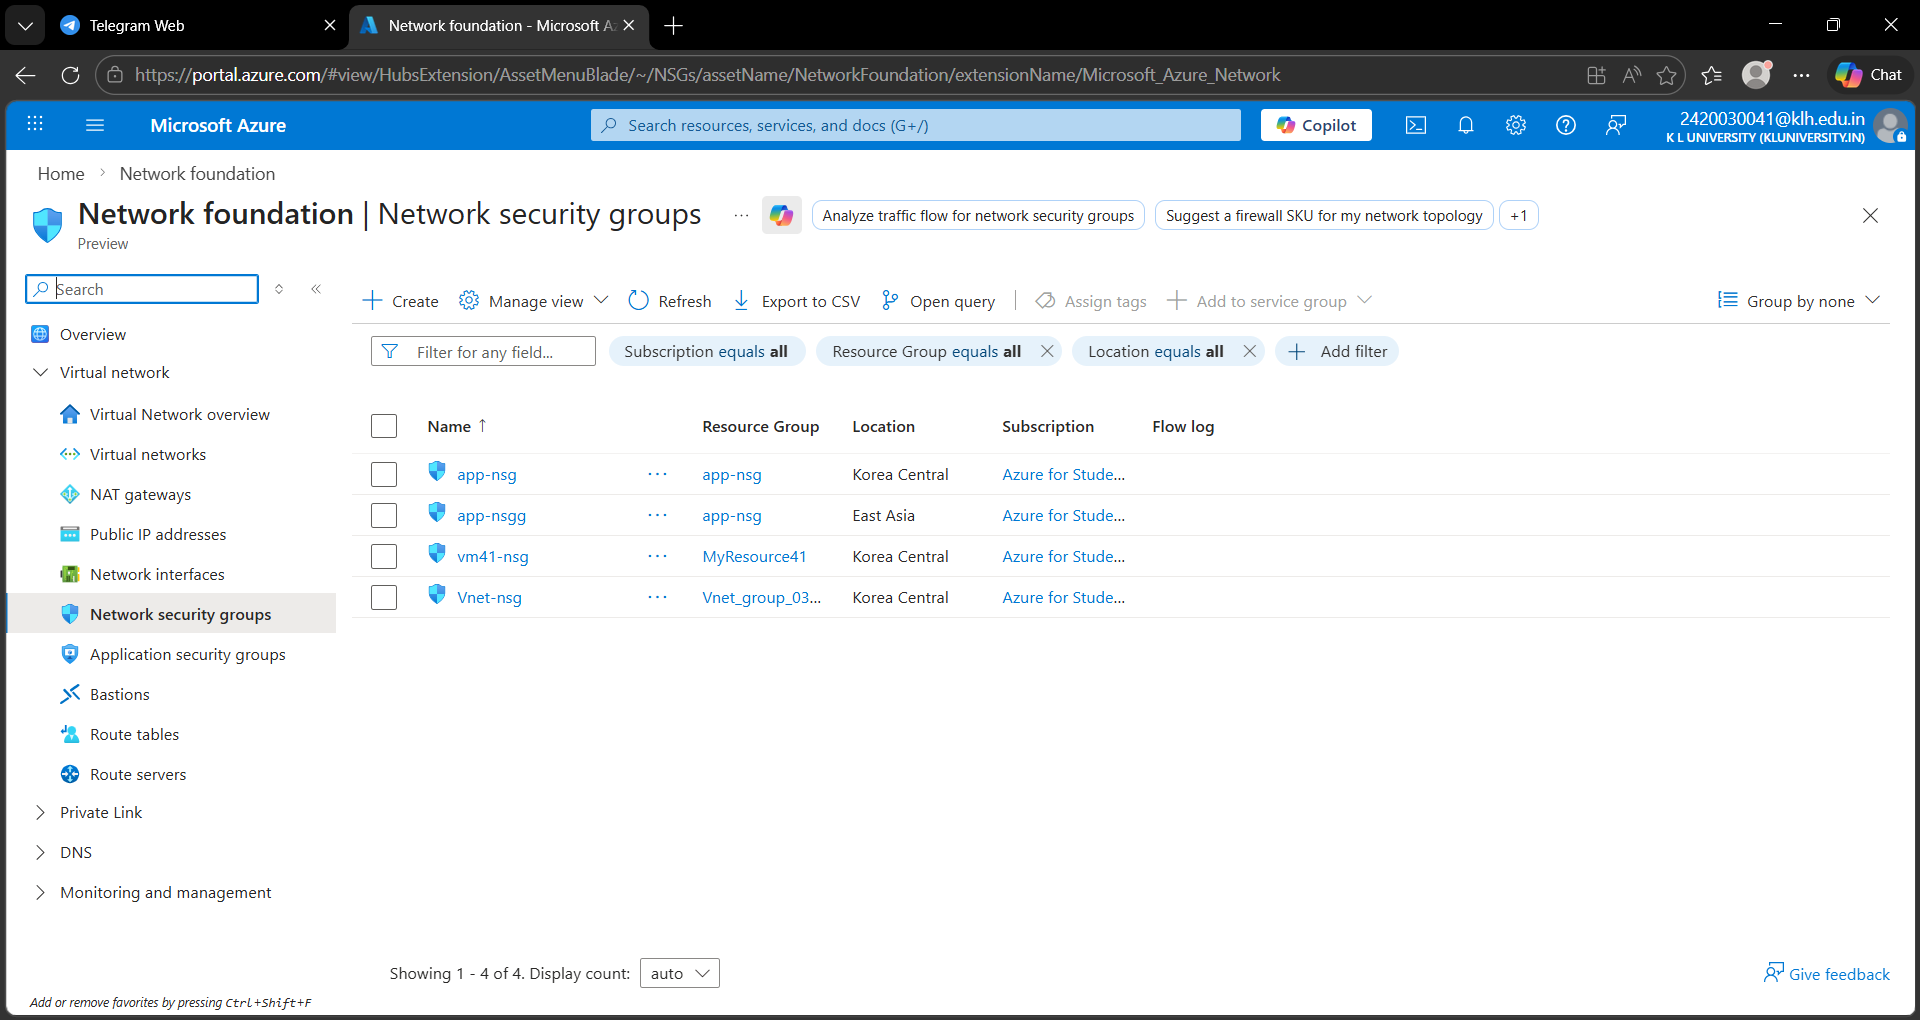 Telegram Web
Network foundation - Microsoft Az
https://portal.azure.com/#view/HubsExtension/AssetMenuBlade/~/NSGs/assetName/NetworkFoundation/extensionName/Microsoft_Azure_Network
Chat
Microsoft Azure
Search resources, services, and docs (G+/)
Copilot
2420030041@klh.edu.in
K L UNIVERSITY (KLUNIVERSITY.IN)
Home > Network foundation
Network foundation | Network security groups
Preview
Analyze traffic flow for network security groups
Suggest a firewall SKU for my network topology
+1
Search
Create
Manage view
Refresh
Export to CSV
Open query
Assign tags
Add to service group
Group by none
Overview
Virtual network
Virtual Network overview
Virtual networks
NAT gateways
Public IP addresses
Network interfaces
Network security groups
Application security groups
Bastions
Route tables
Route servers
Private Link
DNS
Monitoring and management
Add or remove favorites by pressing Ctrl+Shift+F
Filter for any field...
Subscription equals all
Resource Group equals all
Location equals all
Add filter
Name ↑ Resource Group Location Subscription Flow log
app-nsg ... app-nsg Korea Central Azure for Stude...
app-nsgg ... app-nsg East Asia Azure for Stude...
vm41-nsg ... MyResource41 Korea Central Azure for Stude...
Vnet-nsg ... Vnet_group_03... Korea Central Azure for Stude...
Showing 1 - 4 of 4. Display count: auto
Give feedback